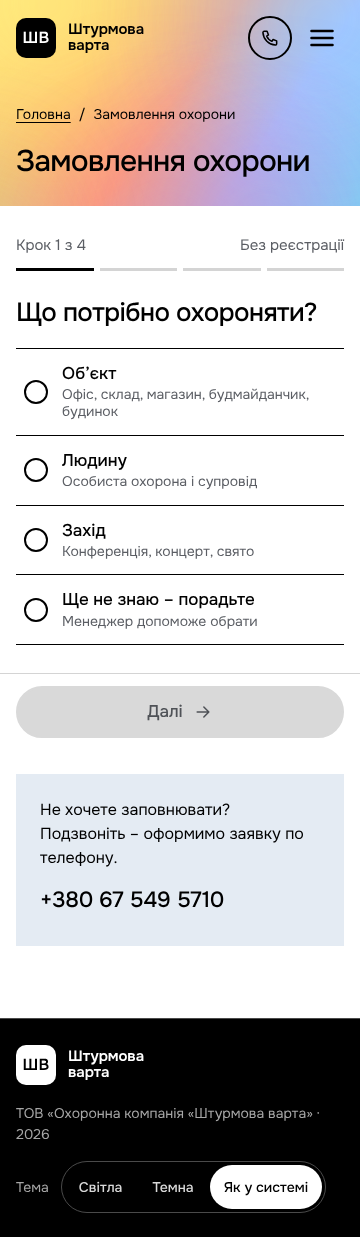 ШВ
Штурмова
варта
Головна / Замовлення охорони
Замовлення охорони
Крок 1 з 4
Без реєстрації
Що потрібно охороняти?
Об’єкт
Офіс, склад, магазин, будмайданчик,
будинок
Людину
Особиста охорона і супровід
Захід
Конференція, концерт, свято
Ще не знаю – порадьте
Менеджер допоможе обрати
Далі →
Не хочете заповнювати?
Подзвоніть – оформимо заявку по
телефону.
+380 67 549 5710
ШВ
Штурмова
варта
ТОВ «Охоронна компанія «Штурмова варта» ·
2026
Тема
Світла
Темна
Як у системі